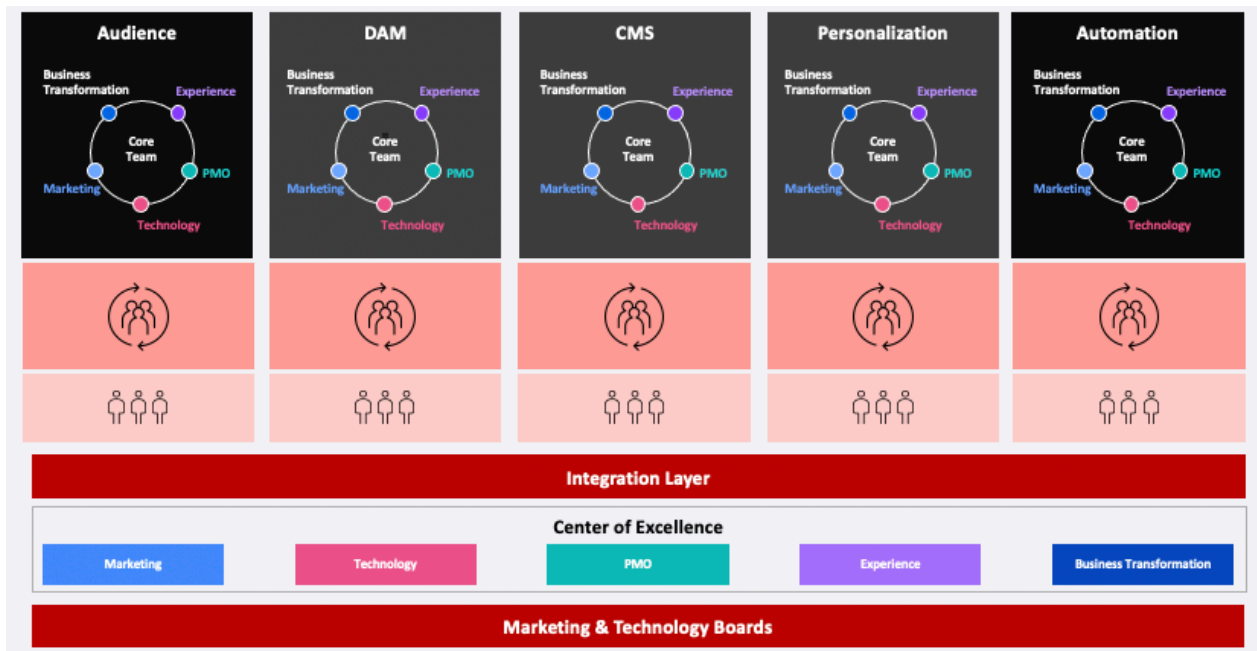 Audience
Business
Transformation
Experience
Core
Team
Marketing
PMO
Technology
DAM
Business
Transformation
Experience
Core
Team
Marketing
PMO
Technology
CMS
Business
Transformation
Experience
Core
Team
Marketing
PMO
Technology
Personalization
Business
Transformation
Experience
Core
Team
Marketing
PMO
Technology
Automation
Business
Transformation
Experience
Core
Team
Marketing
PMO
Technology
Integration Layer
Center of Excellence
Marketing
Technology
PMO
Experience
Business Transformation
Marketing & Technology Boards